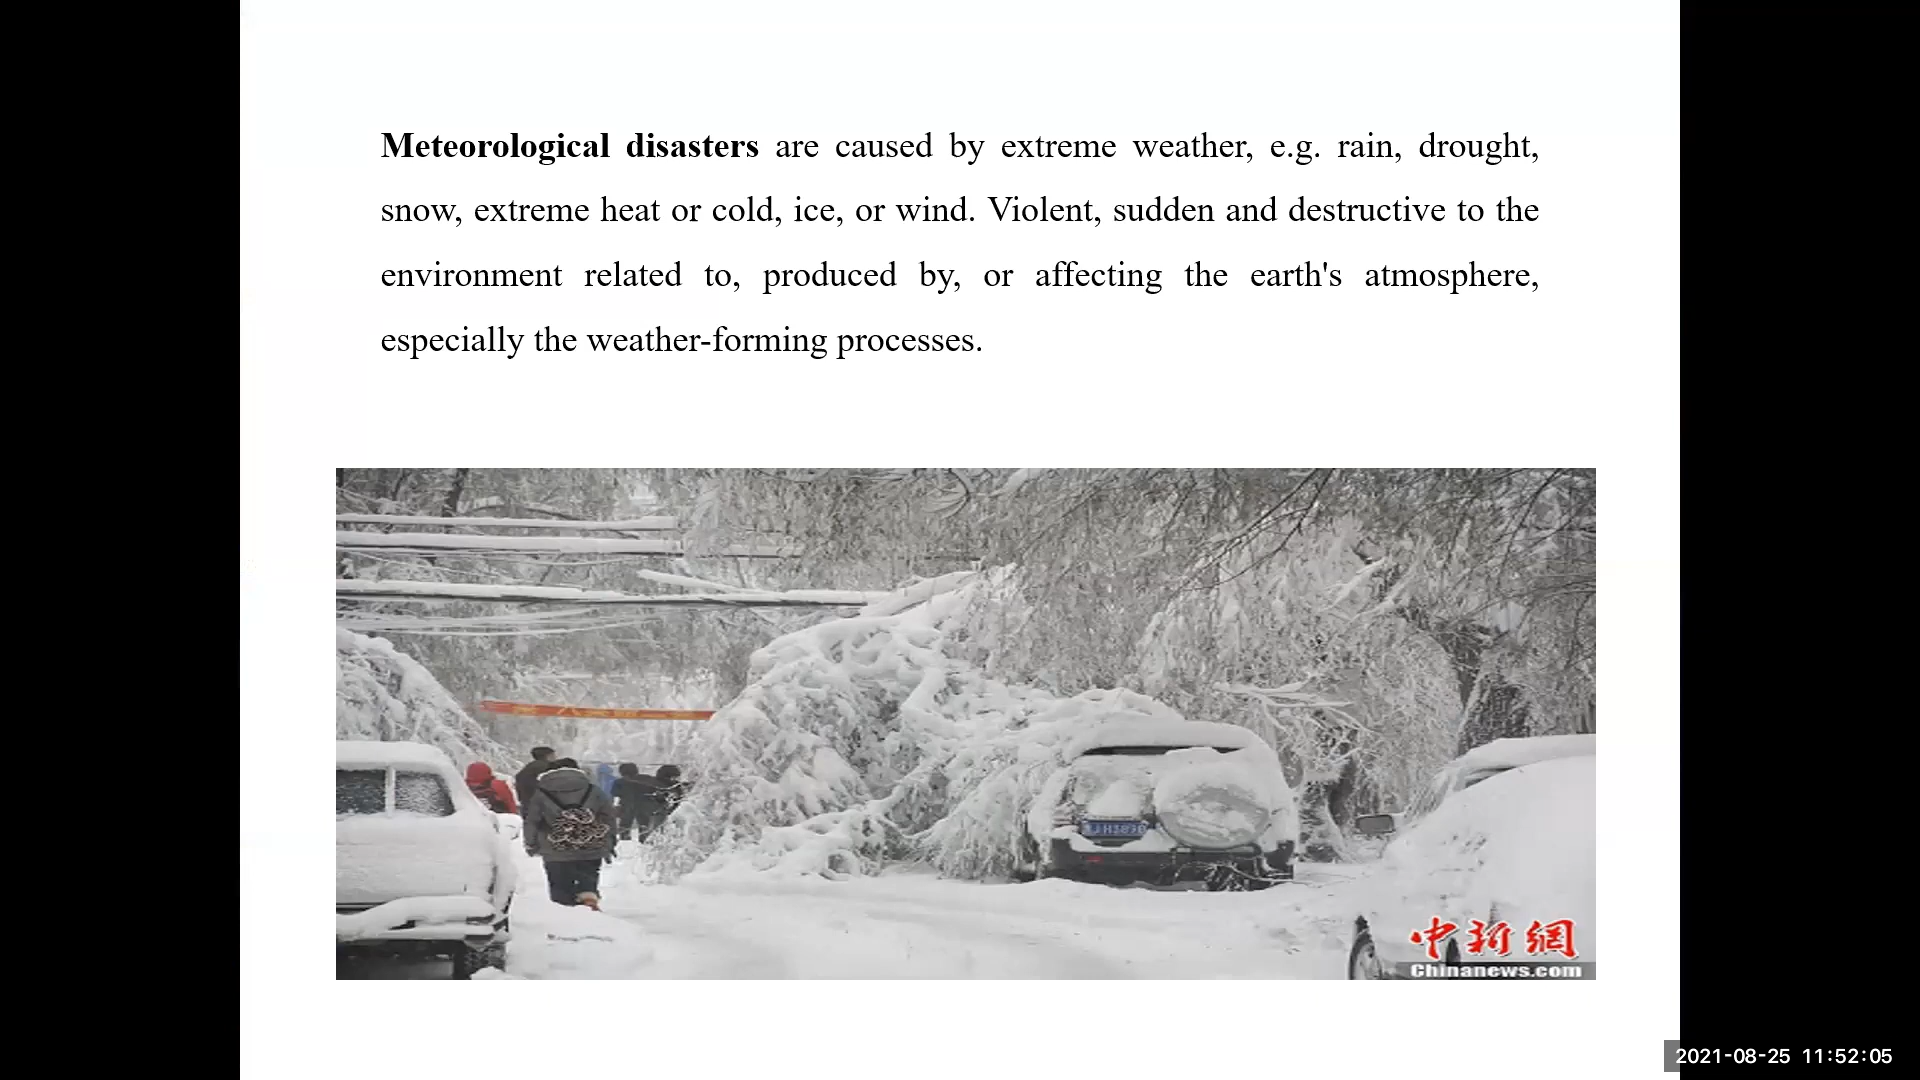 Meteorological disasters are caused by extreme weather, e.g. rain, drought,
snow, extreme heat or cold, ice, or wind. Violent, sudden and destructive to the
environment related to, produced by, or affecting the earth's atmosphere,
especially the weather-forming processes.
中新網
Chinanews.com
2021-08-25 11:52:05